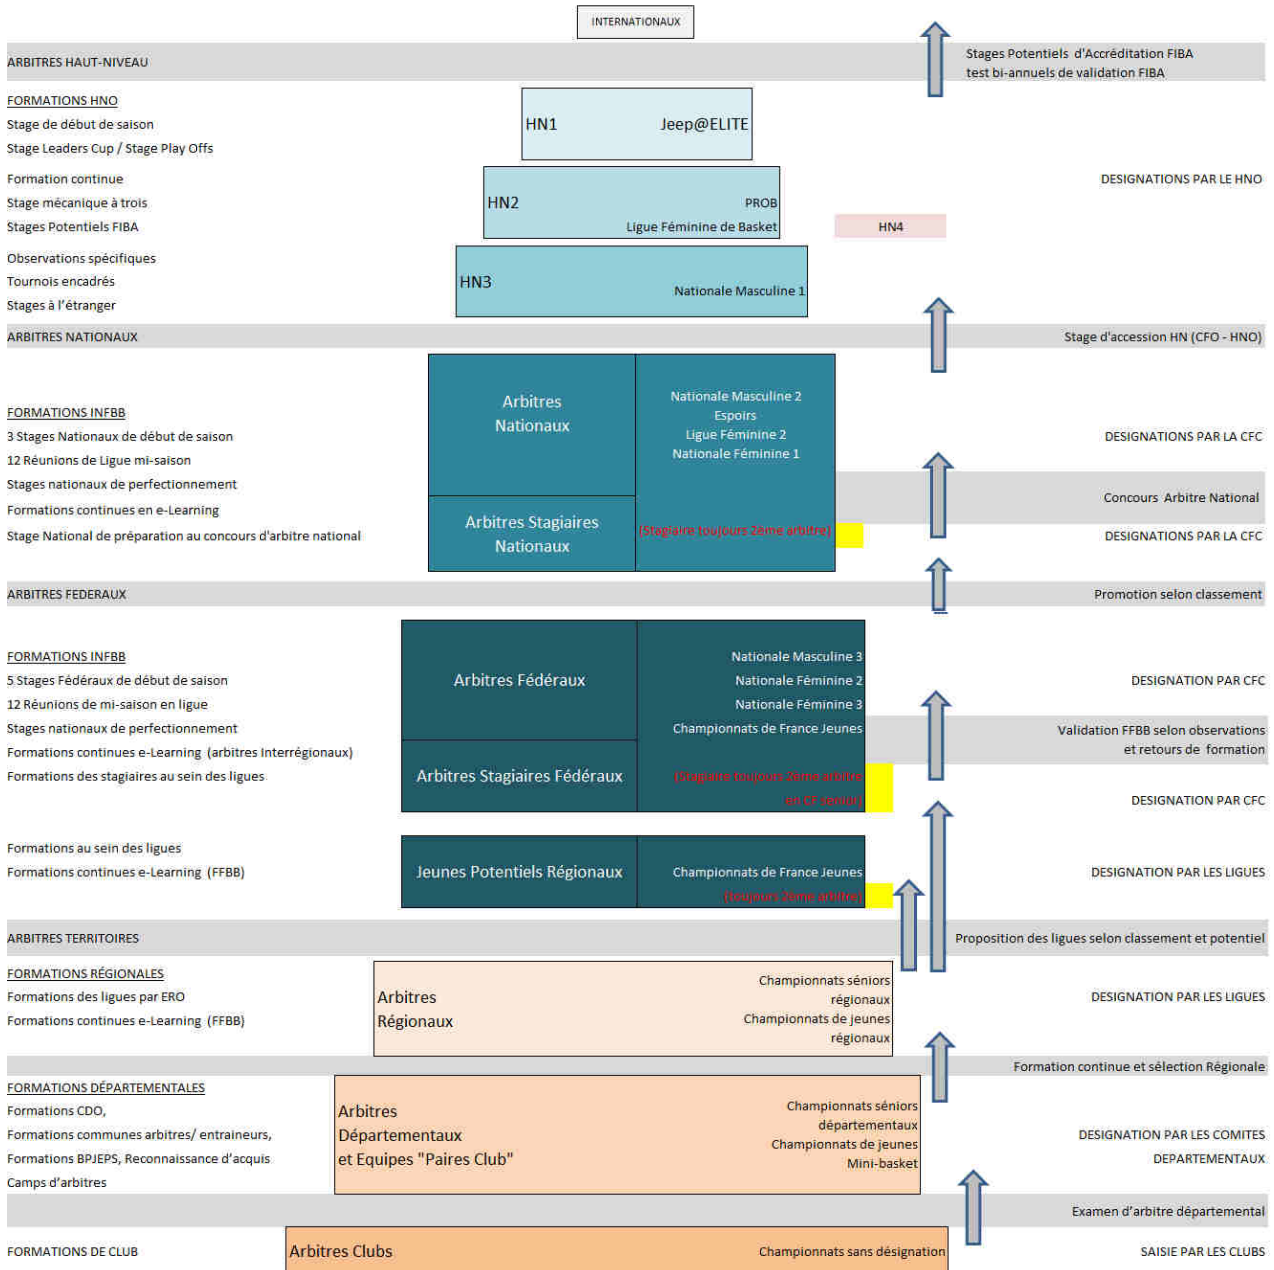 INTERNATIONAUX
ARBITRES HAUT-NIVEAU
Stages Potentiels d'Accréditation FIBA
test bi-annuels de validation FIBA
FORMATIONS HNO
Stage de début de saison
Stage Leaders Cup / Stage Play Offs
HN1 Jeep@ELITE
Formation continue
Stage mécanique à trois
Stages Potentiels FIBA
HN2 PROB
Ligue Féminine de Basket
HN4
DESIGNATIONS PAR LE HNO
Observations spécifiques
Tournois encadrés
Stages à l'étranger
HN3
Nationale Masculine 1
ARBITRES NATIONAUX
Stage d'accession HN (CFO - HNO)
FORMATIONS INFBB
3 Stages Nationaux de début de saison
12 Réunions de Ligue mi-saison
Stages nationaux de perfectionnement
Formations continues en e-Learning
Stage National de préparation au concours d'arbitre national
Arbitres
Nationaux
Nationale Masculine 2
Espoirs
Ligue Féminine 2
Nationale Féminine 1
Arbitres Stagiaires
Nationaux
(Stagiaire toujours 2ème arbitre)
DESIGNATIONS PAR LA CFC
Concours Arbitre National
DESIGNATIONS PAR LA CFC
ARBITRES FEDERAUX
Promotion selon classement
FORMATIONS INFBB
5 Stages Fédéraux de début de saison
12 Réunions de mi-saison en ligue
Stages nationaux de perfectionnement
Formations continues e-Learning (arbitres Interrégionaux)
Formations des stagiaires au sein des ligues
Arbitres Fédéraux
Nationale Masculine 3
Nationale Féminine 2
Nationale Féminine 3
Championnats de France Jeunes
Arbitres Stagiaires Fédéraux
(Stagiaire toujours 2ème arbitre
en CF senior)
DESIGNATION PAR CFC
Validation FFBB selon observations
et retours de formation
DESIGNATION PAR CFC
Formations au sein des ligues
Formations continues e-Learning (FFBB)
Jeunes Potentiels Régionaux
Championnats de France Jeunes
(toujours 2ème arbitre)
DESIGNATION PAR LES LIGUES
ARBITRES TERRITOIRES
Proposition des ligues selon classement et potentiel
FORMATIONS RÉGIONALES
Formations des ligues par ERO
Formations continues e-Learning (FFBB)
Arbitres
Régionaux
Championnats séniors
régionaux
Championnats de jeunes
régionaux
DESIGNATION PAR LES LIGUES
Formation continue et sélection Régionale
FORMATIONS DÉPARTEMENTALES
Formations CDO,
Formations communes arbitres/ entraineurs,
Formations BPJEPS, Reconnaissance d'acquis
Camps d'arbitres
Arbitres
Départementaux
et Equipes "Paires Club"
Championnats séniors
départementaux
Championnats de jeunes
Mini-basket
DESIGNATION PAR LES COMITES
DEPARTEMENTAUX
Examen d'arbitre départemental
FORMATIONS DE CLUB
Arbitres Clubs
Championnats sans désignation
SAISIE PAR LES CLUBS